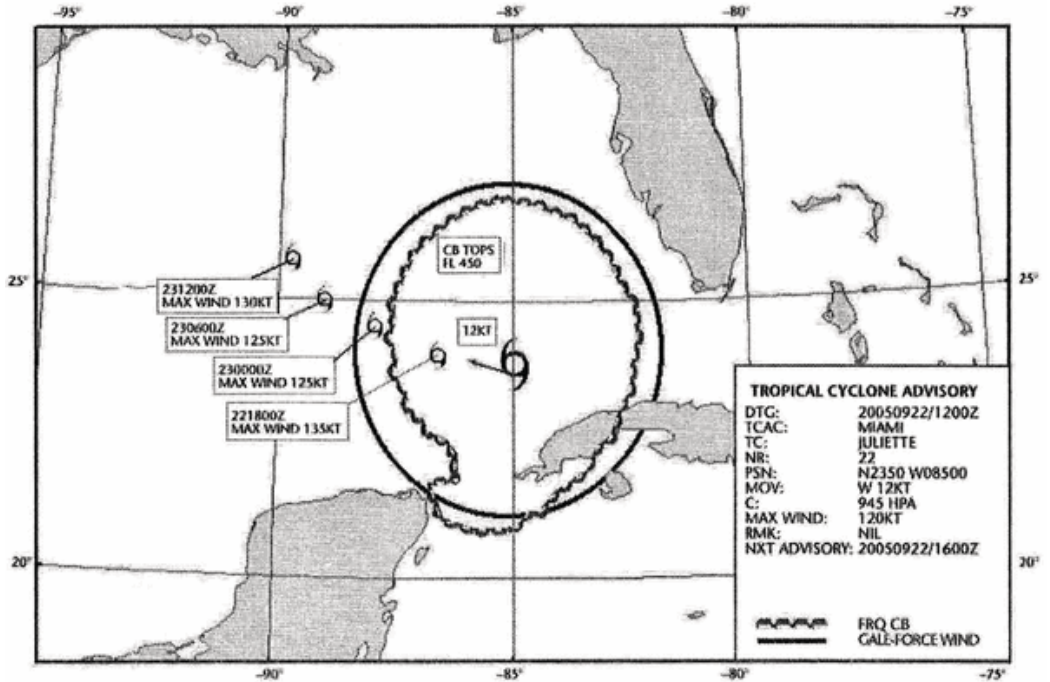 -95°
-90°
-85°
-80°
-75°
CB TOPS
FL 450
25°
25°
231200Z
MAX WIND 130KT
230600Z
MAX WIND 125KT
12KT
230000Z
MAX WIND 125KT
221800Z
MAX WIND 135KT
TROPICAL CYCLONE ADVISORY
DTG: 20050922/1200Z
TCAC: MIAMI
TC: JULIETTE
NR: 22
PSN: N2350 W08500
MOV: W 12KT
C: 945 HPA
MAX WIND: 120KT
RMK: NIL
NXT ADVISORY: 20050922/1600Z
20°
20°
FRQ CB
GALE-FORCE WIND
-90°
-85°
-80°
-75°